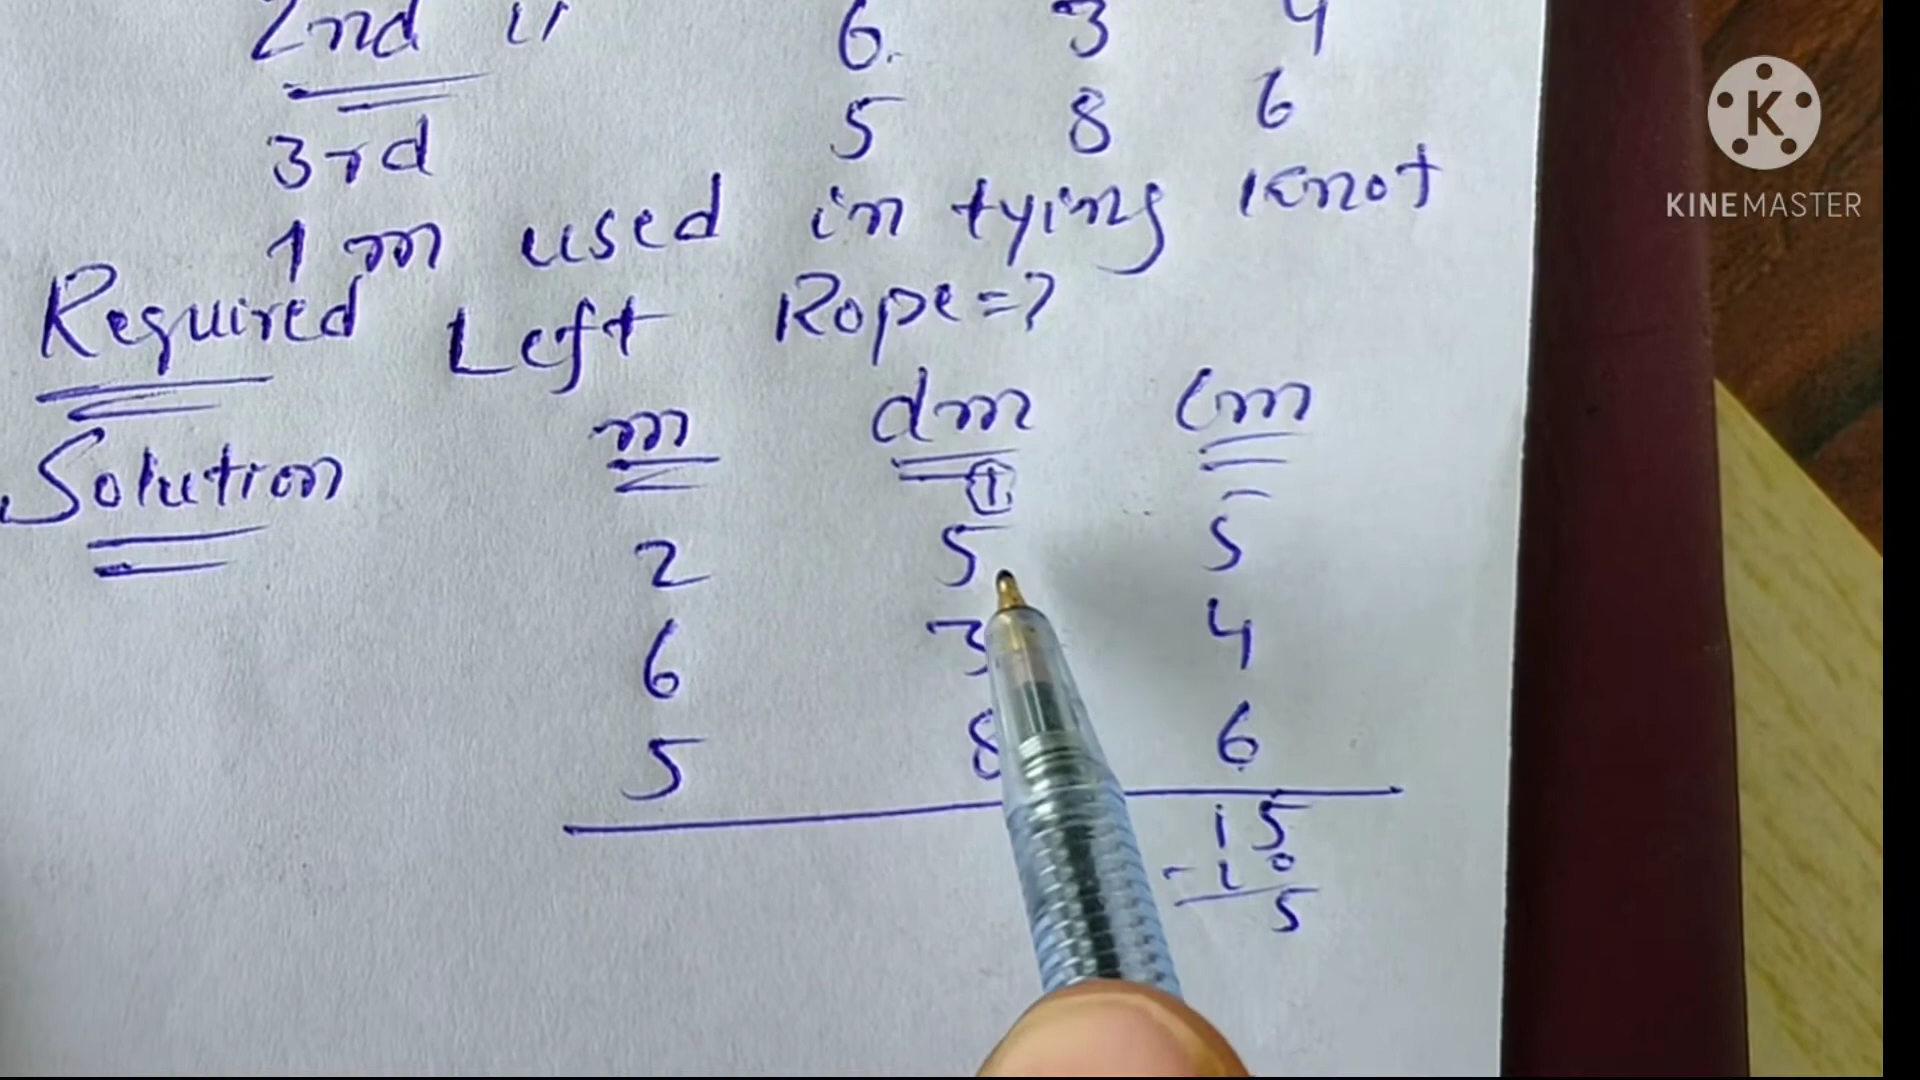 2nd " 6 3 4
3rd 5 8 6
1 m used in tying Knot
Required Left Rope=?
m dm cm
Solution
1
2 5 5
6 3 4
5 8 6
15
- 10
5
K
KINEMASTER